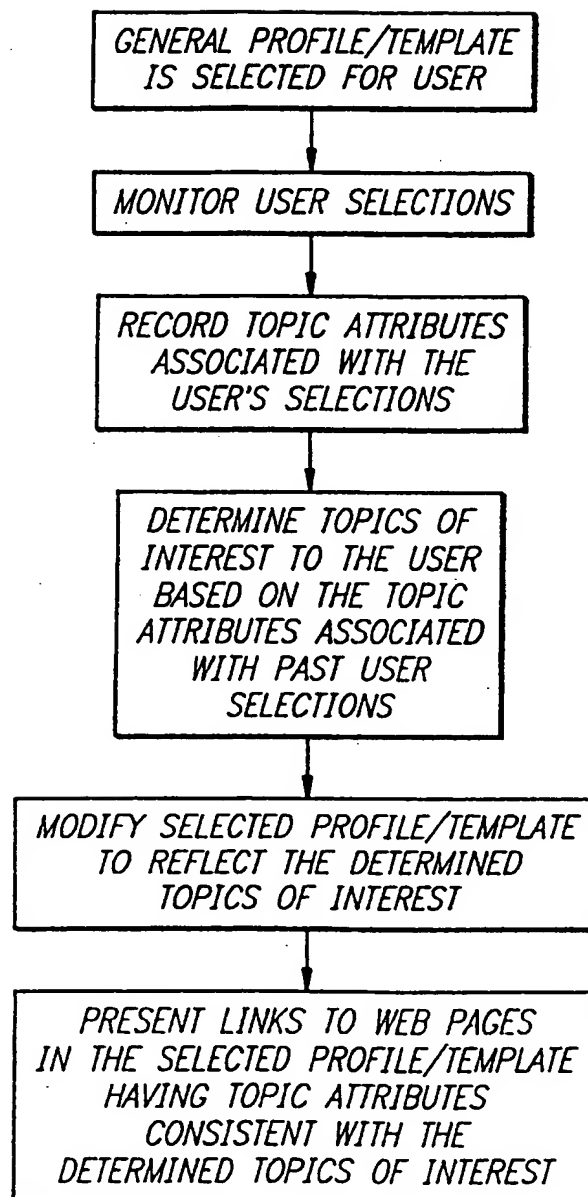 GENERAL PROFILE/TEMPLATE
IS SELECTED FOR USER
MONITOR USER SELECTIONS
RECORD TOPIC ATTRIBUTES
ASSOCIATED WITH THE
USER'S SELECTIONS
DETERMINE TOPICS OF
INTEREST TO THE USER
BASED ON THE TOPIC
ATTRIBUTES ASSOCIATED
WITH PAST USER
SELECTIONS
MODIFY SELECTED PROFILE/TEMPLATE
TO REFLECT THE DETERMINED
TOPICS OF INTEREST
PRESENT LINKS TO WEB PAGES
IN THE SELECTED PROFILE/TEMPLATE
HAVING TOPIC ATTRIBUTES
CONSISTENT WITH THE
DETERMINED TOPICS OF INTEREST